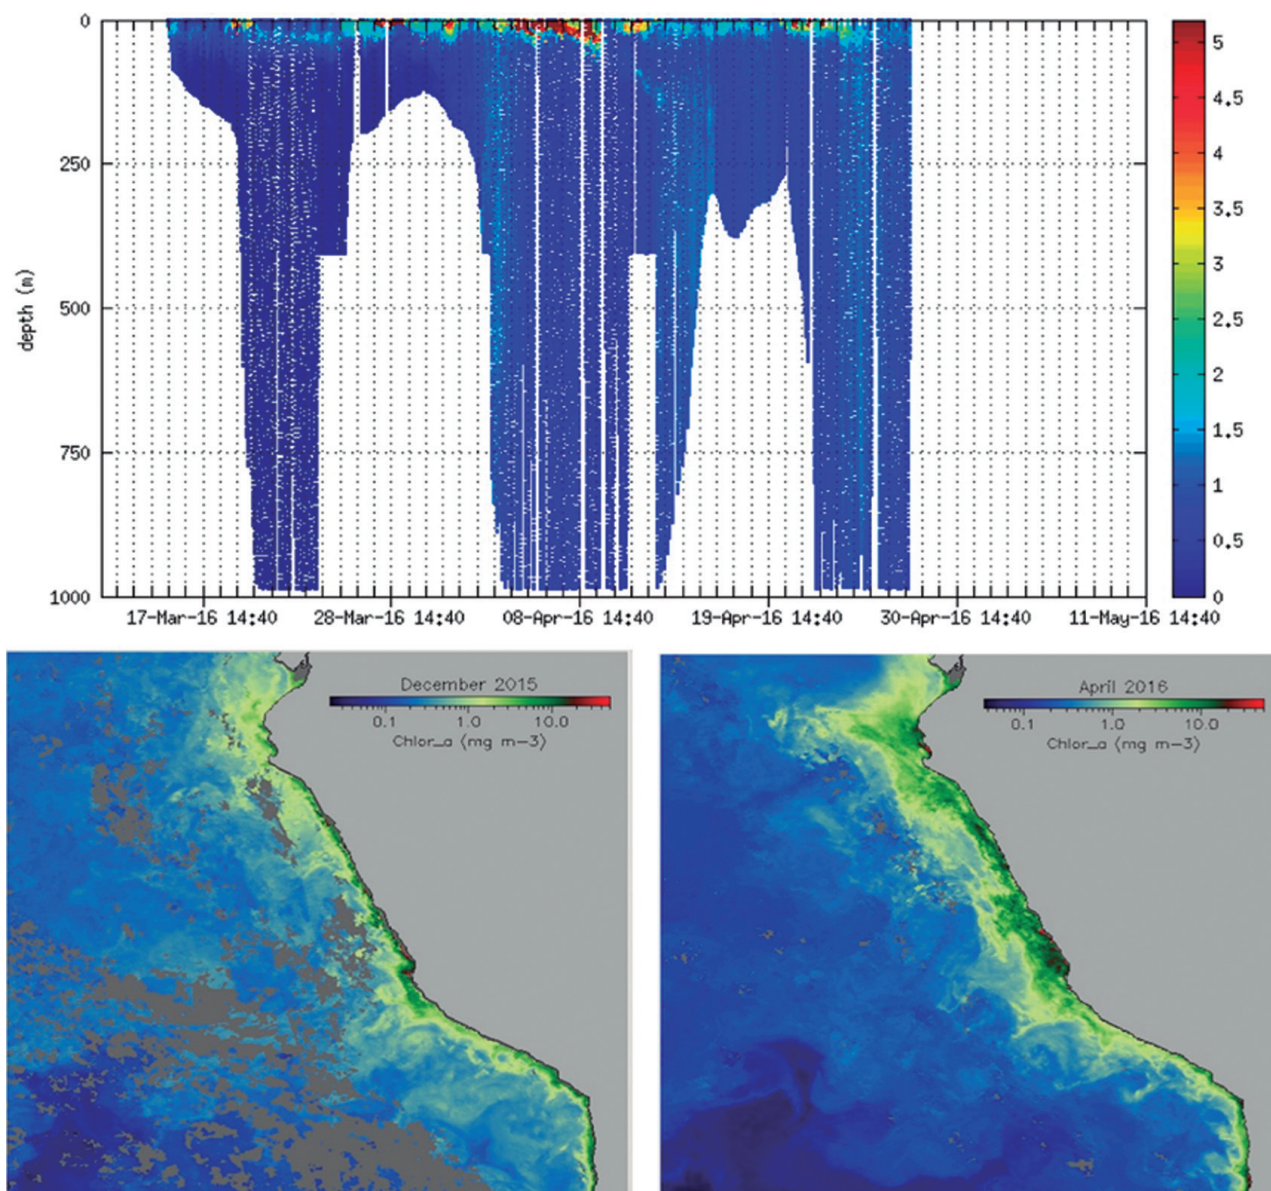 0
250
500
750
1000
depth (m)
17-Mar-16 14:40 28-Mar-16 14:40 08-Apr-16 14:40 19-Apr-16 14:40 30-Apr-16 14:40 11-May-16 14:40
5
4.5
4
3.5
3
2.5
2
1.5
1
0.5
0
December 2015
0.1 1.0 10.0
Chlor_a (mg m-3)
April 2016
0.1 1.0 10.0
Chlor_a (mg m-3)